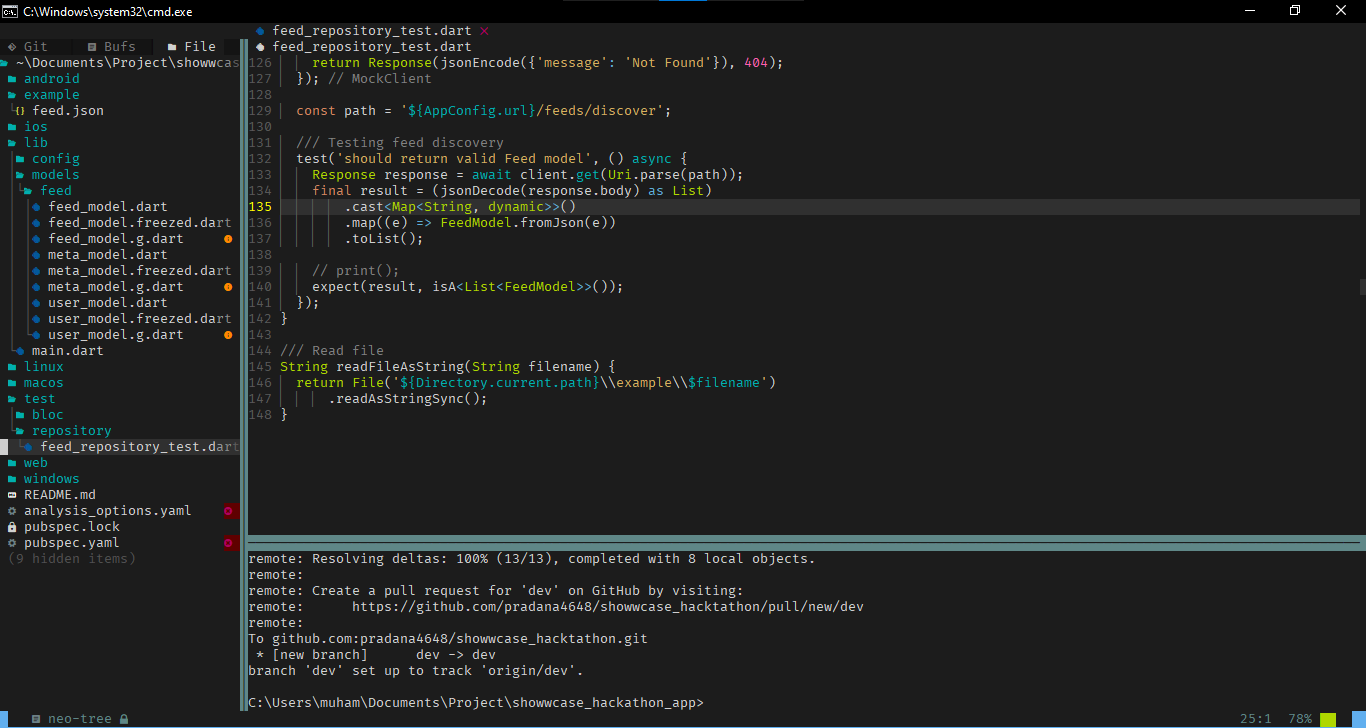 C:\Windows\system32\cmd.exe
Git Bufs File
~\Documents\Project\showwcas
android
example
{} feed.json
ios
lib
config
models
feed
feed_model.dart
feed_model.freezed.dart
feed_model.g.dart
meta_model.dart
meta_model.freezed.dart
meta_model.g.dart
user_model.dart
user_model.freezed.dart
user_model.g.dart
main.dart
linux
macos
test
bloc
repository
feed_repository_test.dart
web
windows
README.md
analysis_options.yaml
pubspec.lock
pubspec.yaml
(9 hidden items)
feed_repository_test.dart ×
feed_repository_test.dart
126 return Response(jsonEncode({'message': 'Not Found'}), 404);
127 }); // MockClient
128
129 const path = '${AppConfig.url}/feeds/discover';
130
131 /// Testing feed discovery
132 test('should return valid Feed model', () async {
133 Response response = await client.get(Uri.parse(path));
134 final result = (jsonDecode(response.body) as List)
135 .cast<Map<String, dynamic>>()
136 .map((e) => FeedModel.fromJson(e))
137 .toList();
138
139 // print();
140 expect(result, isA<List<FeedModel>>());
141 });
142 }
143
144 /// Read file
145 String readFileAsString(String filename) {
146 return File('${Directory.current.path}\\example\\$filename')
147 .readAsStringSync();
148 }
remote: Resolving deltas: 100% (13/13), completed with 8 local objects.
remote:
remote: Create a pull request for 'dev' on GitHub by visiting:
remote: https://github.com/pradana4648/showwcase_hacktathon/pull/new/dev
remote:
To github.com:pradana4648/showwcase_hacktathon.git
* [new branch] dev -> dev
branch 'dev' set up to track 'origin/dev'.
C:\Users\muham\Documents\Project\showwcase_hackathon_app>
neo-tree
25:1 78%